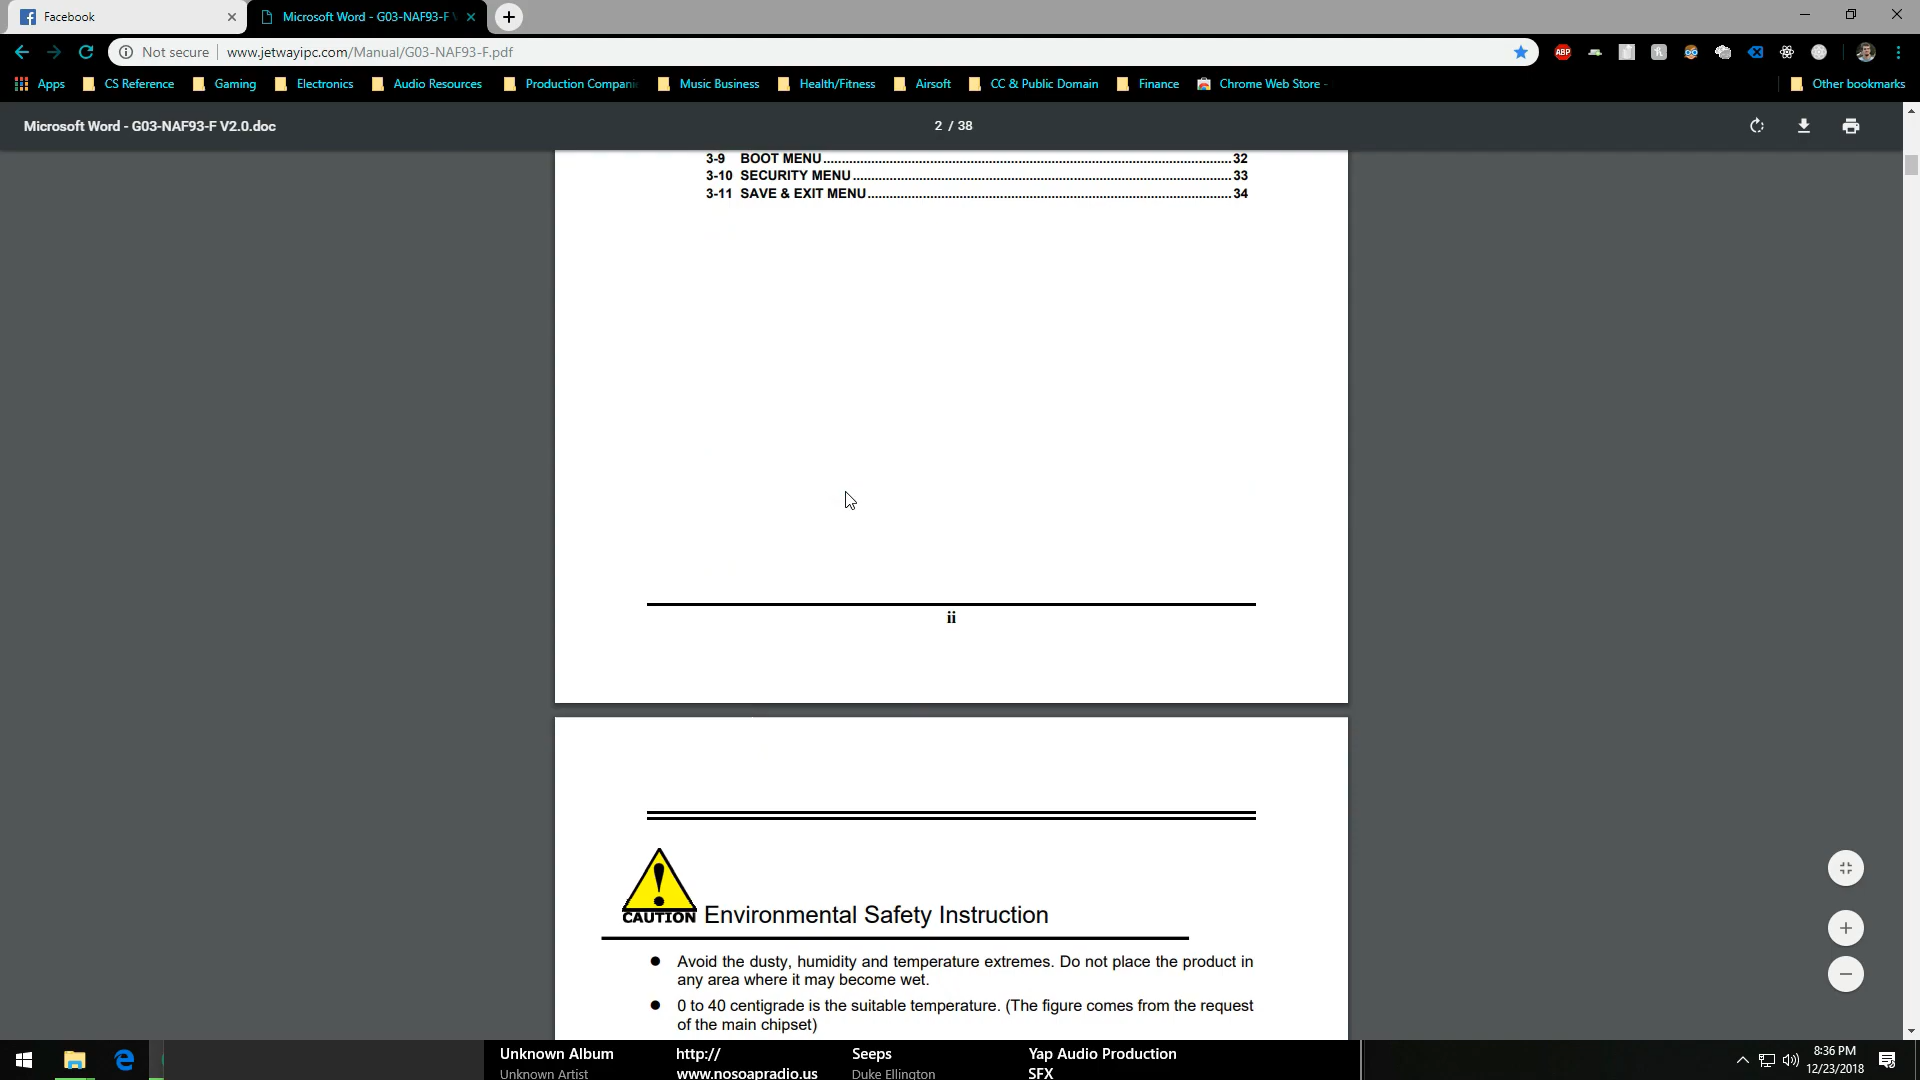 Facebook
Microsoft Word - G03-NAF93-F V
Not secure
www.jetwayipc.com/Manual/G03-NAF93-F.pdf
ABP
Apps
CS Reference
Gaming
Electronics
Audio Resources
Production Compani
Music Business
Health/Fitness
Airsoft
CC & Public Domain
Finance
Chrome Web Store -
Other bookmarks
Microsoft Word - G03-NAF93-F V2.0.doc
2 / 38
3-9 BOOT MENU 32
3-10 SECURITY MENU 33
3-11 SAVE & EXIT MENU 34
ii
CAUTION Environmental Safety Instruction
● Avoid the dusty, humidity and temperature extremes. Do not place the product in
any area where it may become wet.
● 0 to 40 centigrade is the suitable temperature. (The figure comes from the request
of the main chipset)
Unknown Album
Unknown Artist
http://
www.nosoapradio.us
Seeps
Duke Ellington
Yap Audio Production
SFX
8:36 PM
12/23/2018